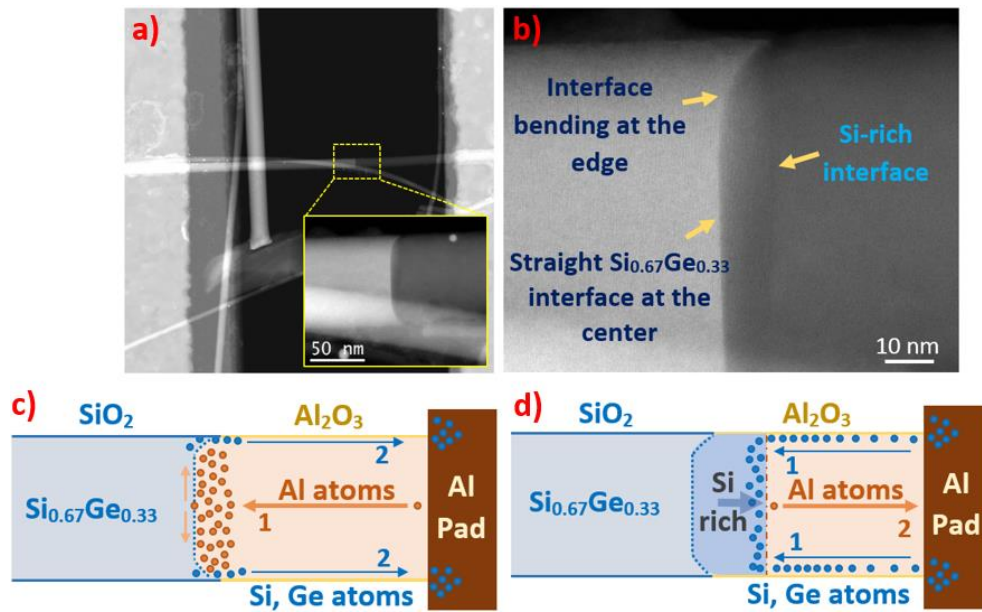 a)
50 nm
b)
Interface
bending at the
edge
Si-rich
interface
Straight Si₀.₆₇Ge₀.₃₃
interface at the
center
10 nm
c)
SiO₂
Al₂O₃
2
Si₀.₆₇Ge₀.₃₃
Al atoms
1
Al
Pad
2
Si, Ge atoms
d)
SiO₂
Al₂O₃
1
Si₀.₆₇Ge₀.₃₃
Si
rich
Al atoms
2
Al
Pad
1
Si, Ge atoms